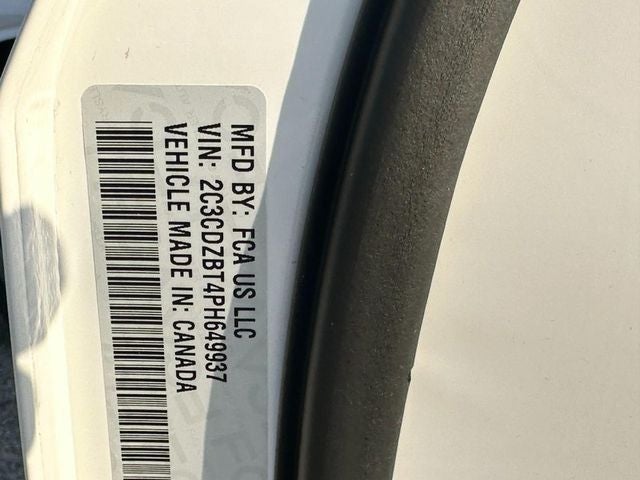 MFD BY: FCA US LLC
VIN: 2C3CDZBT4PH649937
VEHICLE MADE IN: CANADA